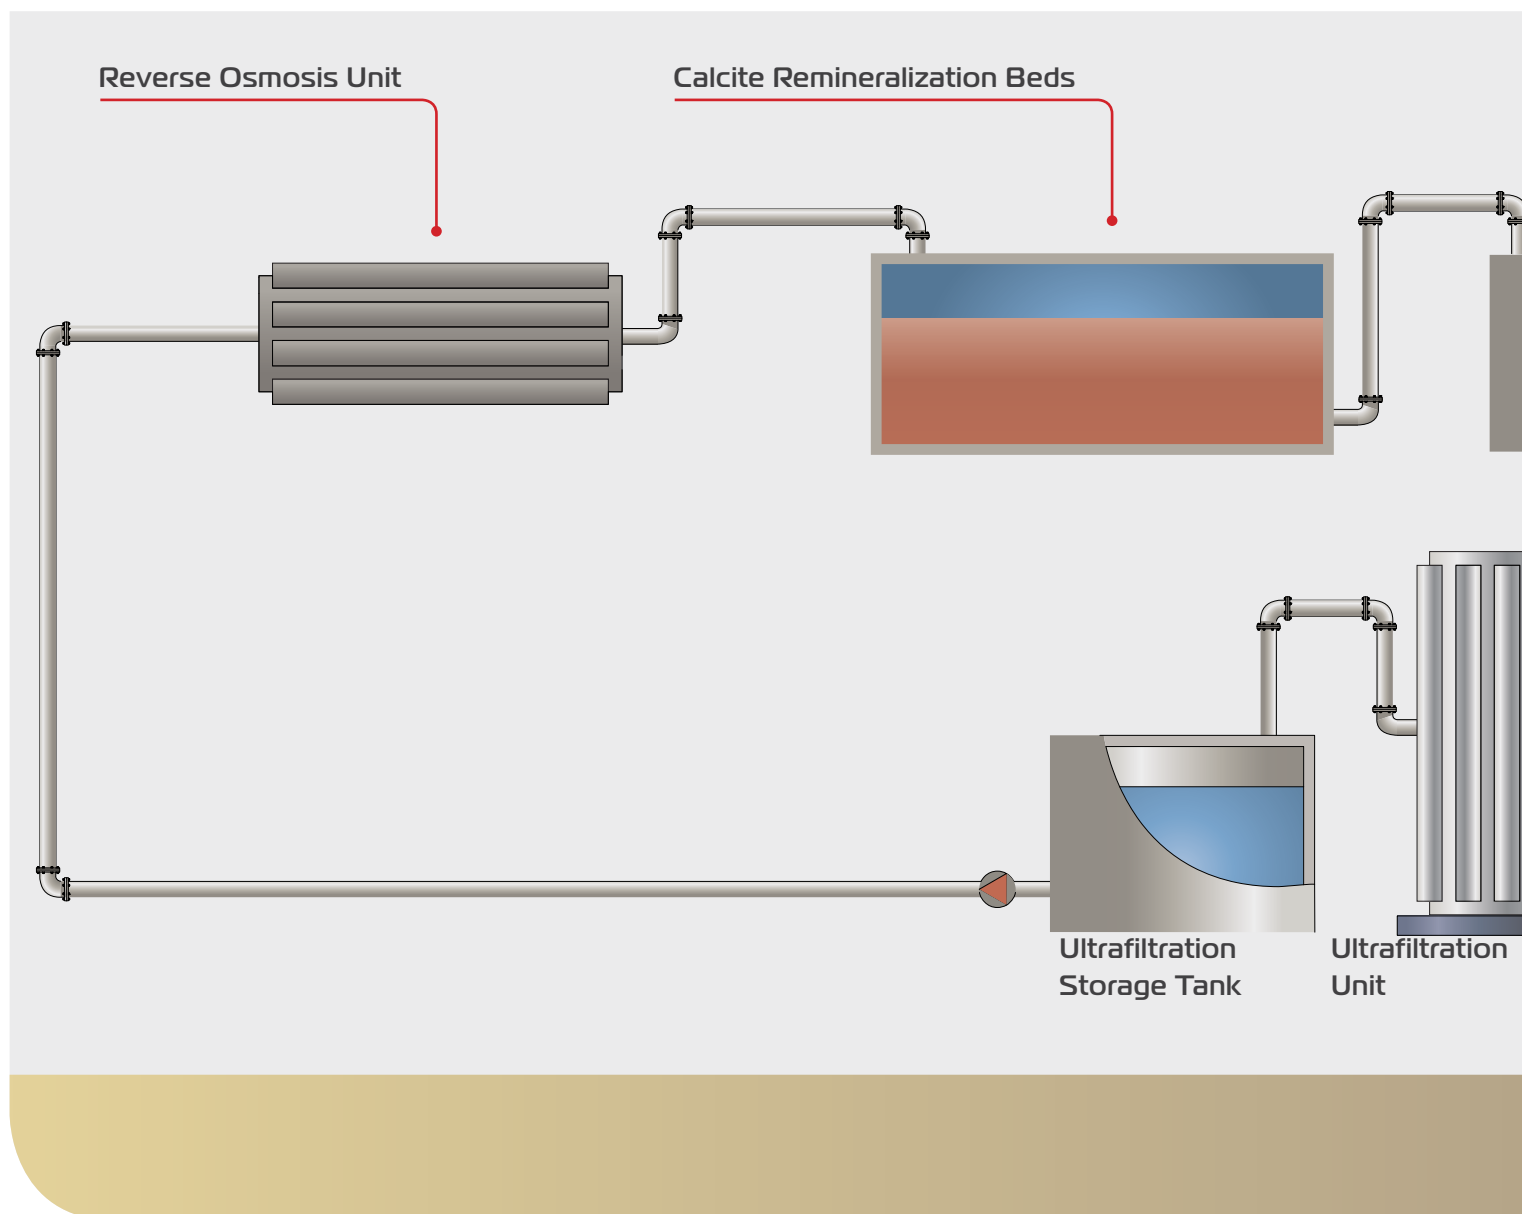 Reverse Osmosis Unit
Calcite Remineralization Beds
Ultrafiltration
Storage Tank
Ultrafiltration
Unit